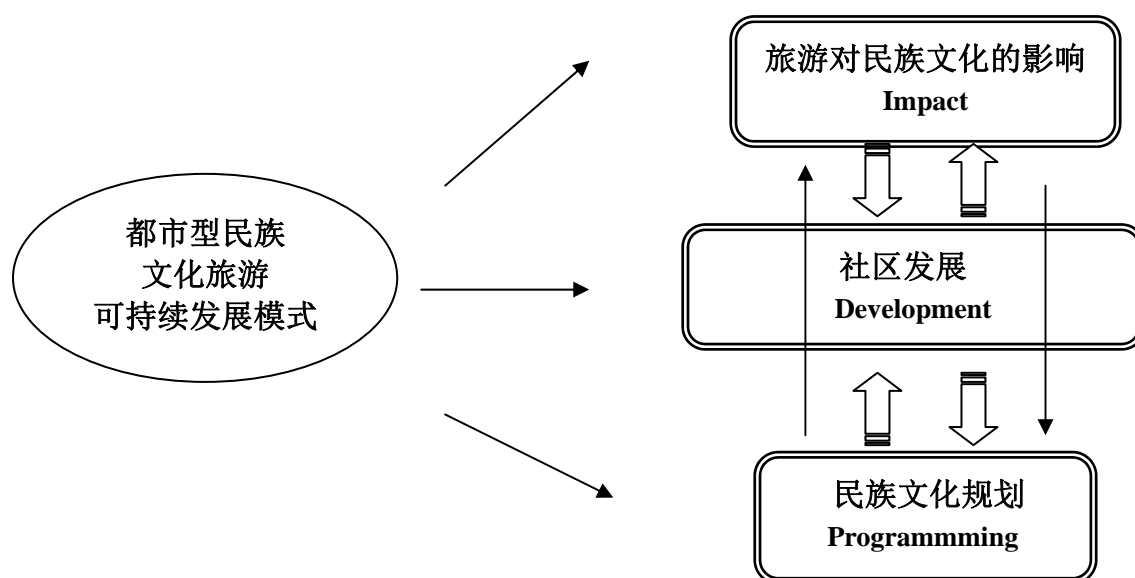 旅游对民族文化的影响
Impact
都市型民族
文化旅游
可持续发展模式
社区发展
Development
民族文化规划
Programmming